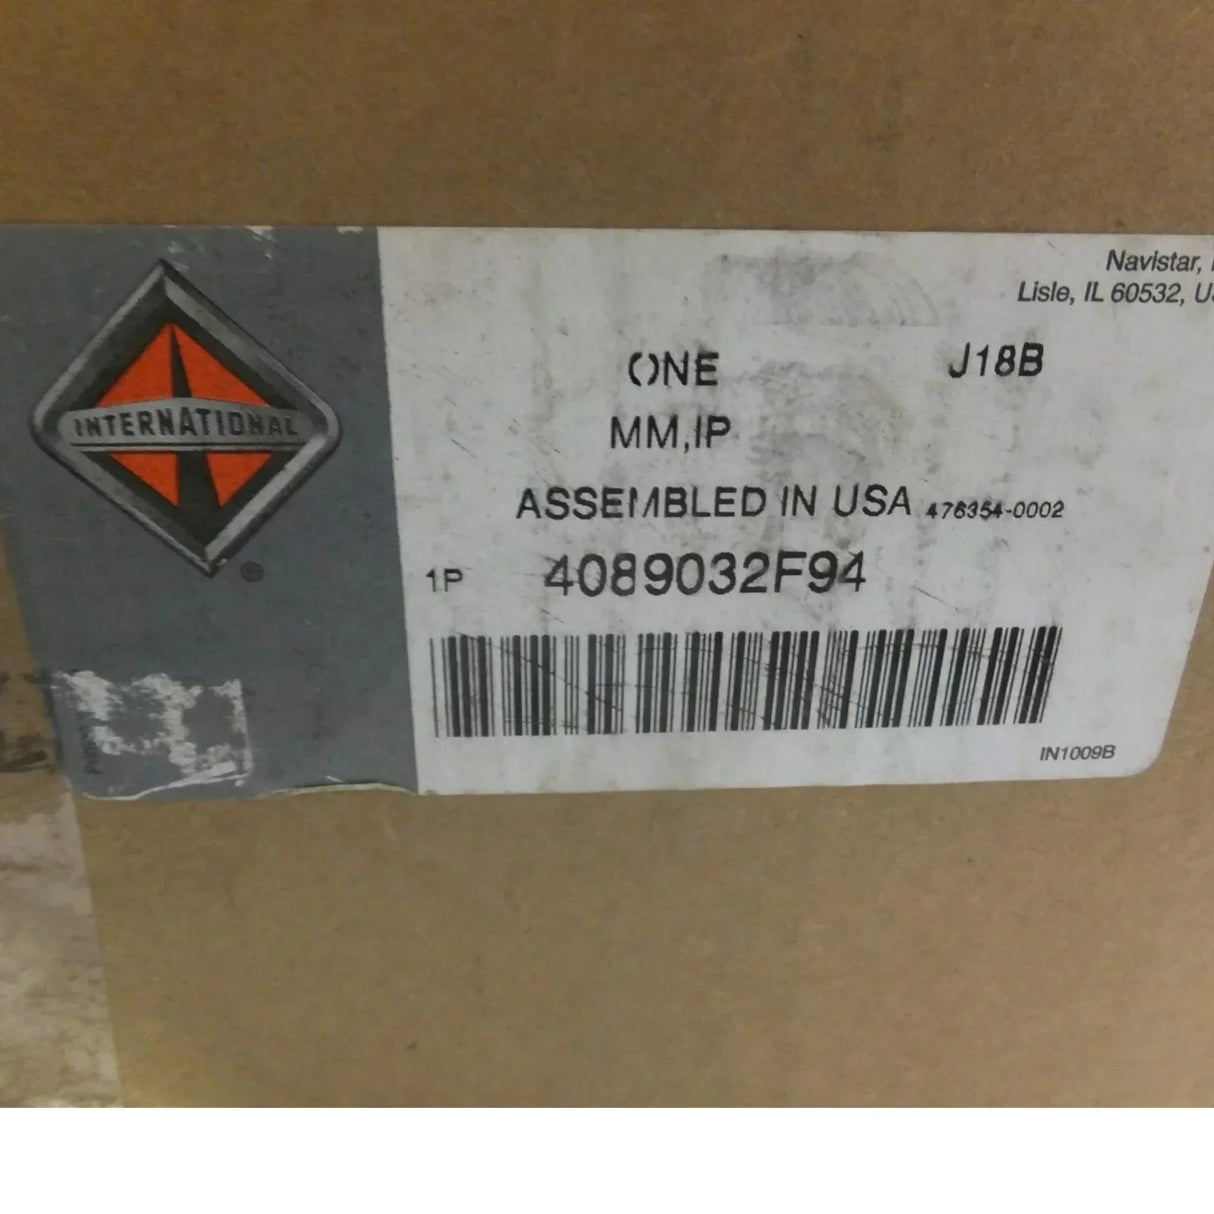 INTERNATIONAL
®
Navistar,
Lisle, IL 60532,
ONE J18B
MM,IP
ASSEMBLED IN USA 476354-0002
1P 4089032F94
IN1009B